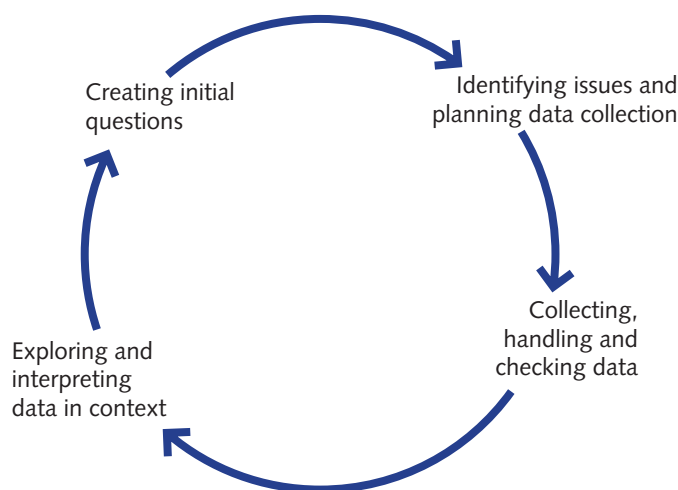 Creating initial
questions
Identifying issues and
planning data collection
Collecting,
handling and
checking data
Exploring and
interpreting
data in context